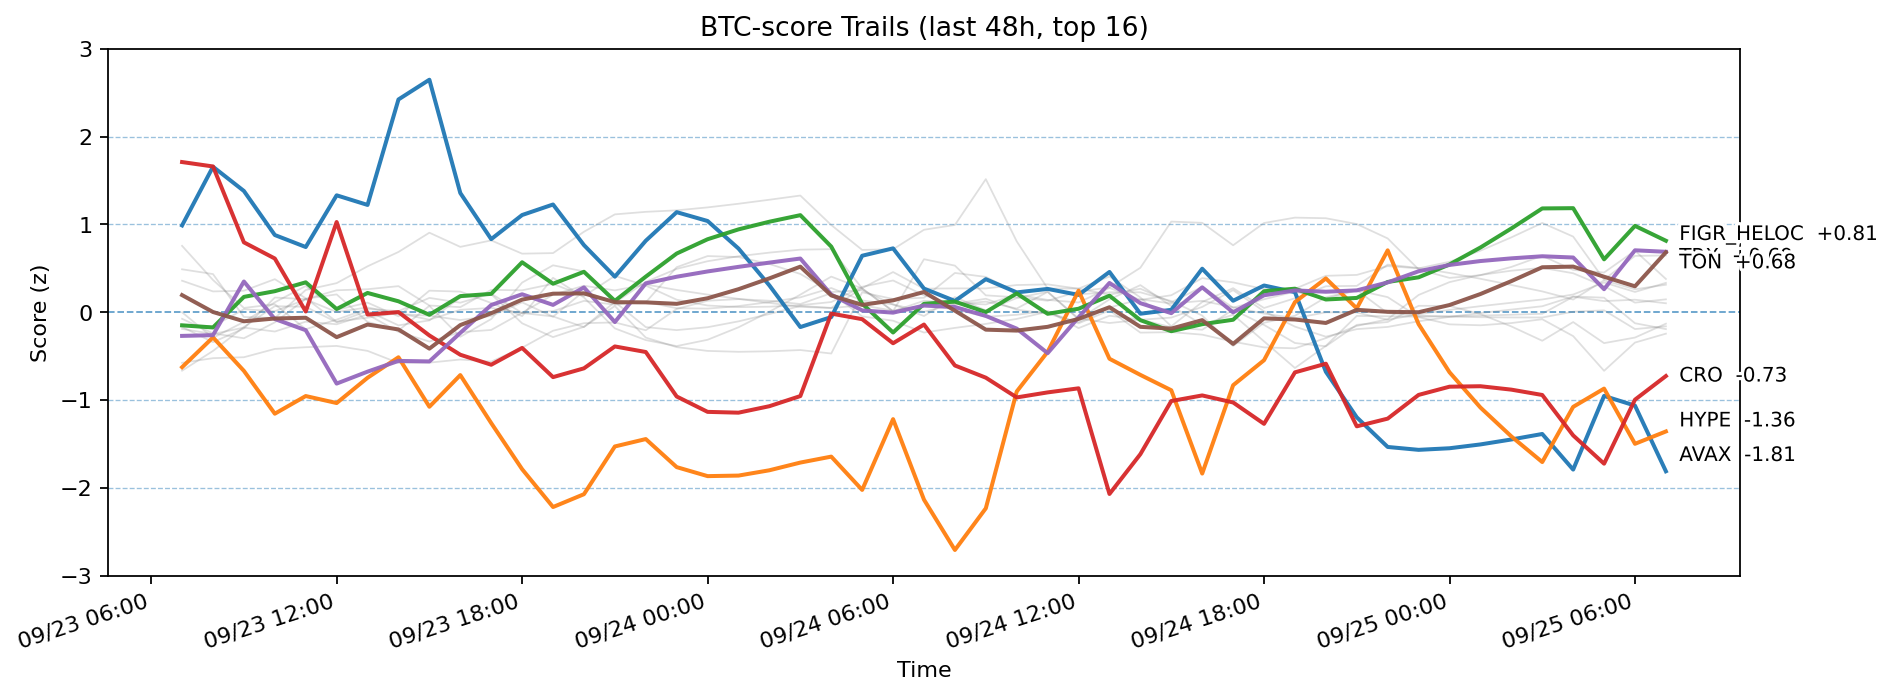 BTC-score Trails (last 48h, top 16)
3
2
1
0
−1
−2
−3
Score (z)
FIGR_HELOC +0.81
TON +0.68
CRO -0.73
HYPE -1.36
AVAX -1.81
09/23 06:00
09/23 12:00
09/23 18:00
09/24 00:00
09/24 06:00
09/24 12:00
09/24 18:00
09/25 00:00
09/25 06:00
Time